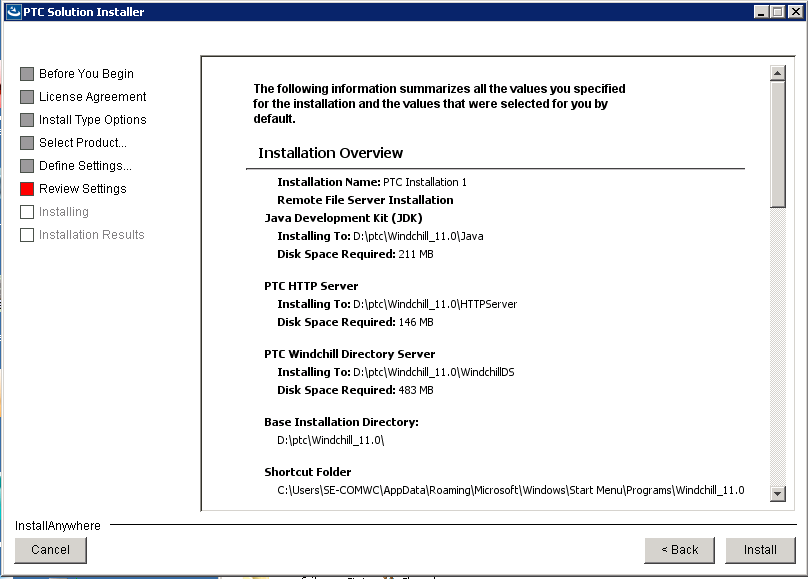 PTC Solution Installer
Before You Begin
License Agreement
Install Type Options
Select Product...
Define Settings...
Review Settings
Installing
Installation Results
The following information summarizes all the values you specified
for the installation and the values that were selected for you by
default.
Installation Overview
Installation Name: PTC Installation 1
Remote File Server Installation
Java Development Kit (JDK)
Installing To: D:\ptc\Windchill_11.0\Java
Disk Space Required: 211 MB
PTC HTTP Server
Installing To: D:\ptc\Windchill_11.0\HTTPServer
Disk Space Required: 146 MB
PTC Windchill Directory Server
Installing To: D:\ptc\Windchill_11.0\WindchillDS
Disk Space Required: 483 MB
Base Installation Directory:
D:\ptc\Windchill_11.0\
Shortcut Folder
C:\Users\SE-COMWC\AppData\Roaming\Microsoft\Windows\Start Menu\Programs\Windchill_11.0
InstallAnywhere
Cancel
< Back
Install